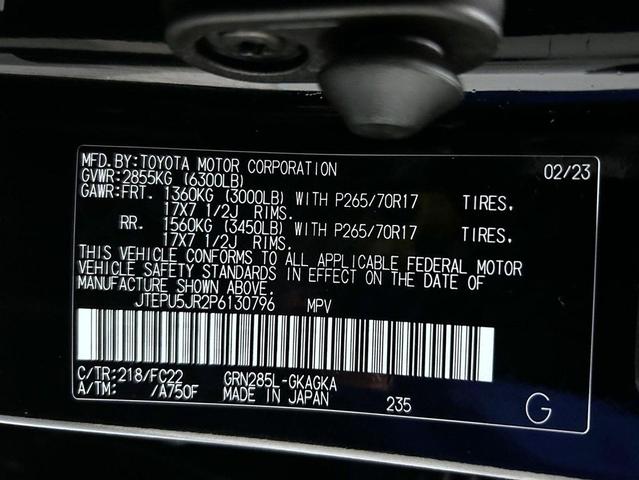 MFD.BY:TOYOTA MOTOR CORPORATION 02/23
GVWR:2855KG (6300LB)
GAWR:FRT. 1360KG (3000LB) WITH P265/70R17 TIRES,
17X7 1/2J RIMS.
RR. 1560KG (3450LB) WITH P265/70R17 TIRES,
17X7 1/2J RIMS.
THIS VEHICLE CONFORMS TO ALL APPLICABLE FEDERAL MOTOR
VEHICLE SAFETY STANDARDS IN EFFECT ON THE DATE OF
MANUFACTURE SHOWN ABOVE.
JTEPU5JR2P6130796 MPV
C/TR:218/FC22 GRN285L-GKAGKA
A/TM: /A750F MADE IN JAPAN 235 G